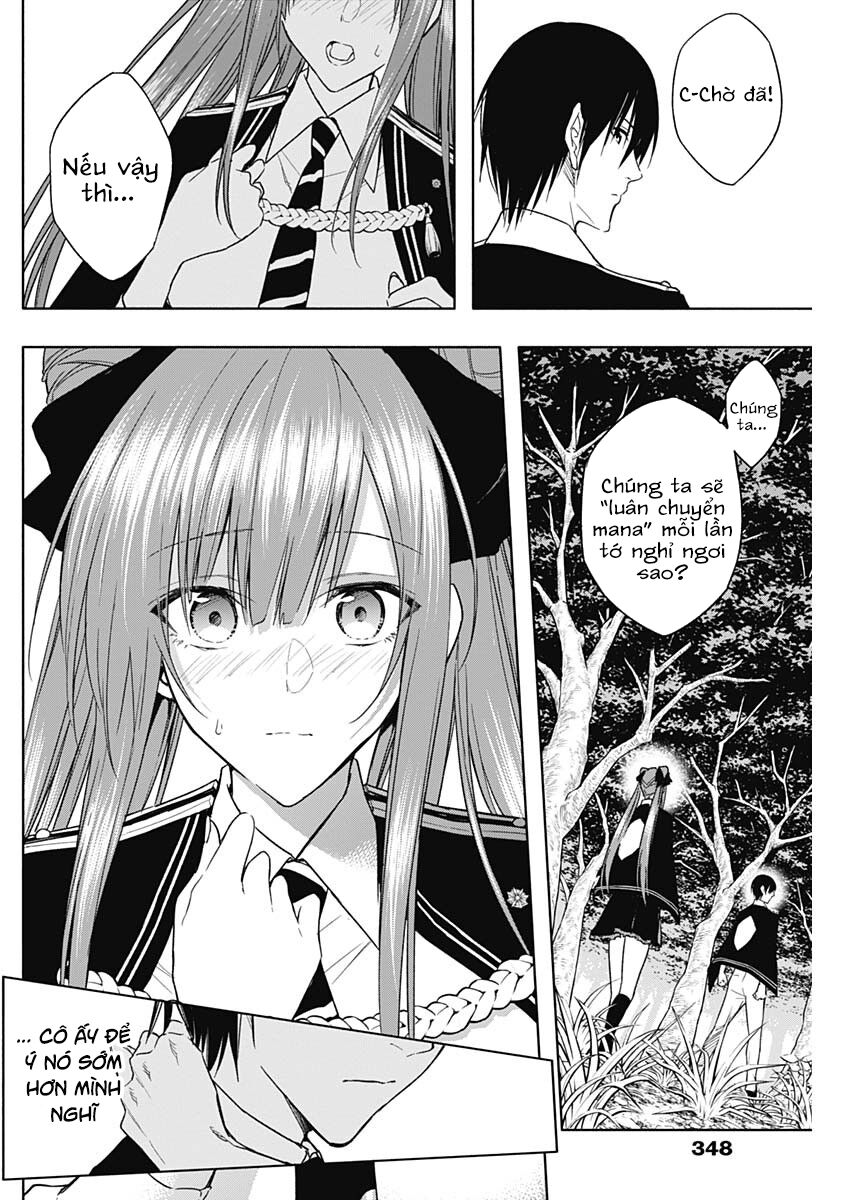 C-Chờ đã!
Nếu vậy
thì...
Chúng
ta...
Chúng ta sẽ
“luân chuyển
mana” mỗi lần
tớ nghỉ ngơi
sao?
... CÔ ẤY ĐỂ
Ý NÓ SỚM
HƠN MÌNH
NGHĨ
348